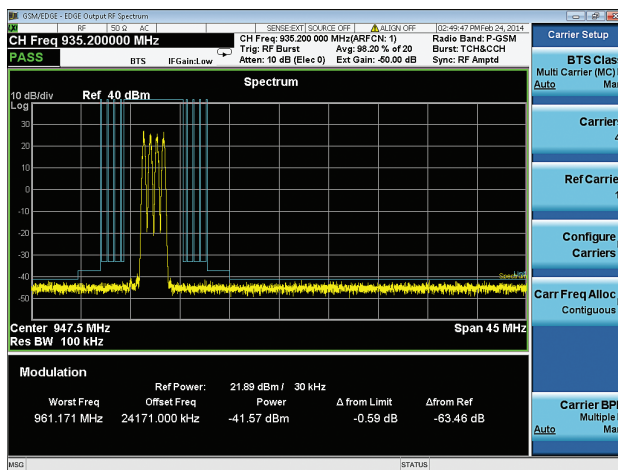 GSM/EDGE - EDGE Output RF Spectrum
RF 50 Ω AC SENSE:EXT SOURCE OFF ALIGN OFF 02:49:47 PM Feb 24, 2014
CH Freq 935.200000 MHz
CH Freq: 935.200 000 MHz(ARFCN: 1) Radio Band: P-GSM
Trig: RF Burst Avg: 98.20 % of 20 Burst: TCH&CCH
PASS BTS IFGain:Low Atten: 10 dB (Elec 0) Ext Gain: -50.00 dB Sync: RF Amptd
Spectrum
10 dB/div Ref 40 dBm
Log
30
20
10
0
-10
-20
-30
-40
-50
Spectrum
Center 947.5 MHz Span 45 MHz
Res BW 100 kHz
Modulation
Ref Power: 21.89 dBm / 30 kHz
Worst Freq Offset Freq Power Δ from Limit Δfrom Ref
961.171 MHz 24171.000 kHz -41.57 dBm -0.59 dB -63.46 dB
MSG STATUS
Carrier Setup
BTS Clas
Multi Carrier (MC)
Auto Ma
Carrier
Ref Carrie
1
Configure
Carriers
Carr Freq Alloc
Contiguous
Carrier BP
Multiple
Auto Ma